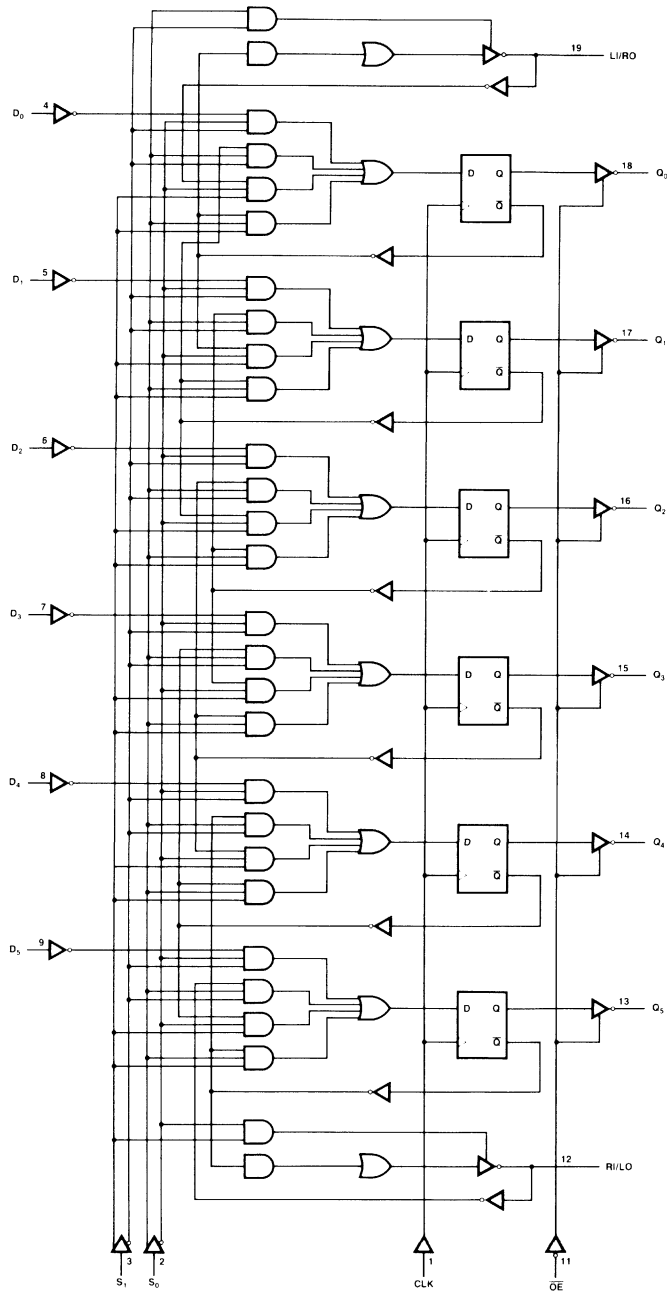 19 LI/RO
D0 4
D Q 18 Q0
Q̅
D1 5
D Q 17 Q1
Q̅
D2 6
D Q 16 Q2
Q̅
D3 7
D Q 15 Q3
Q̅
D4 8
D Q 14 Q4
Q̅
D5 9
D Q 13 Q5
Q̅
12 RI/LO
3 2 1 11
S1 S0 CLK O̅E̅